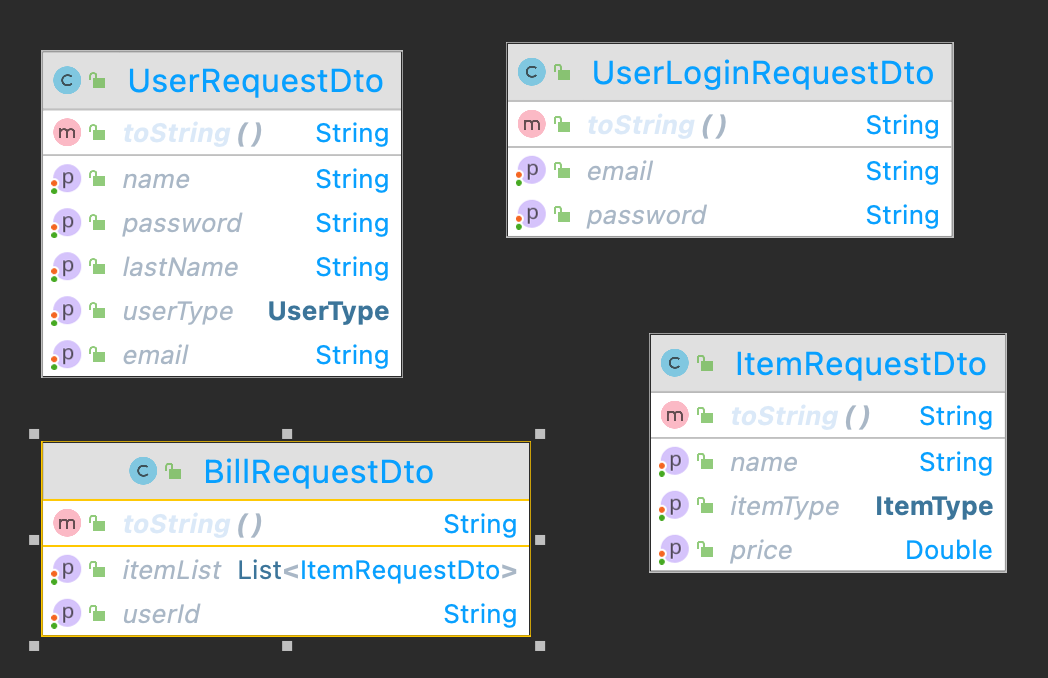 UserRequestDto
toString () String
name String
password String
lastName String
userType UserType
email String
UserLoginRequestDto
toString () String
email String
password String
BillRequestDto
toString () String
itemList List<ItemRequestDto>
userId String
ItemRequestDto
toString () String
name String
itemType ItemType
price Double